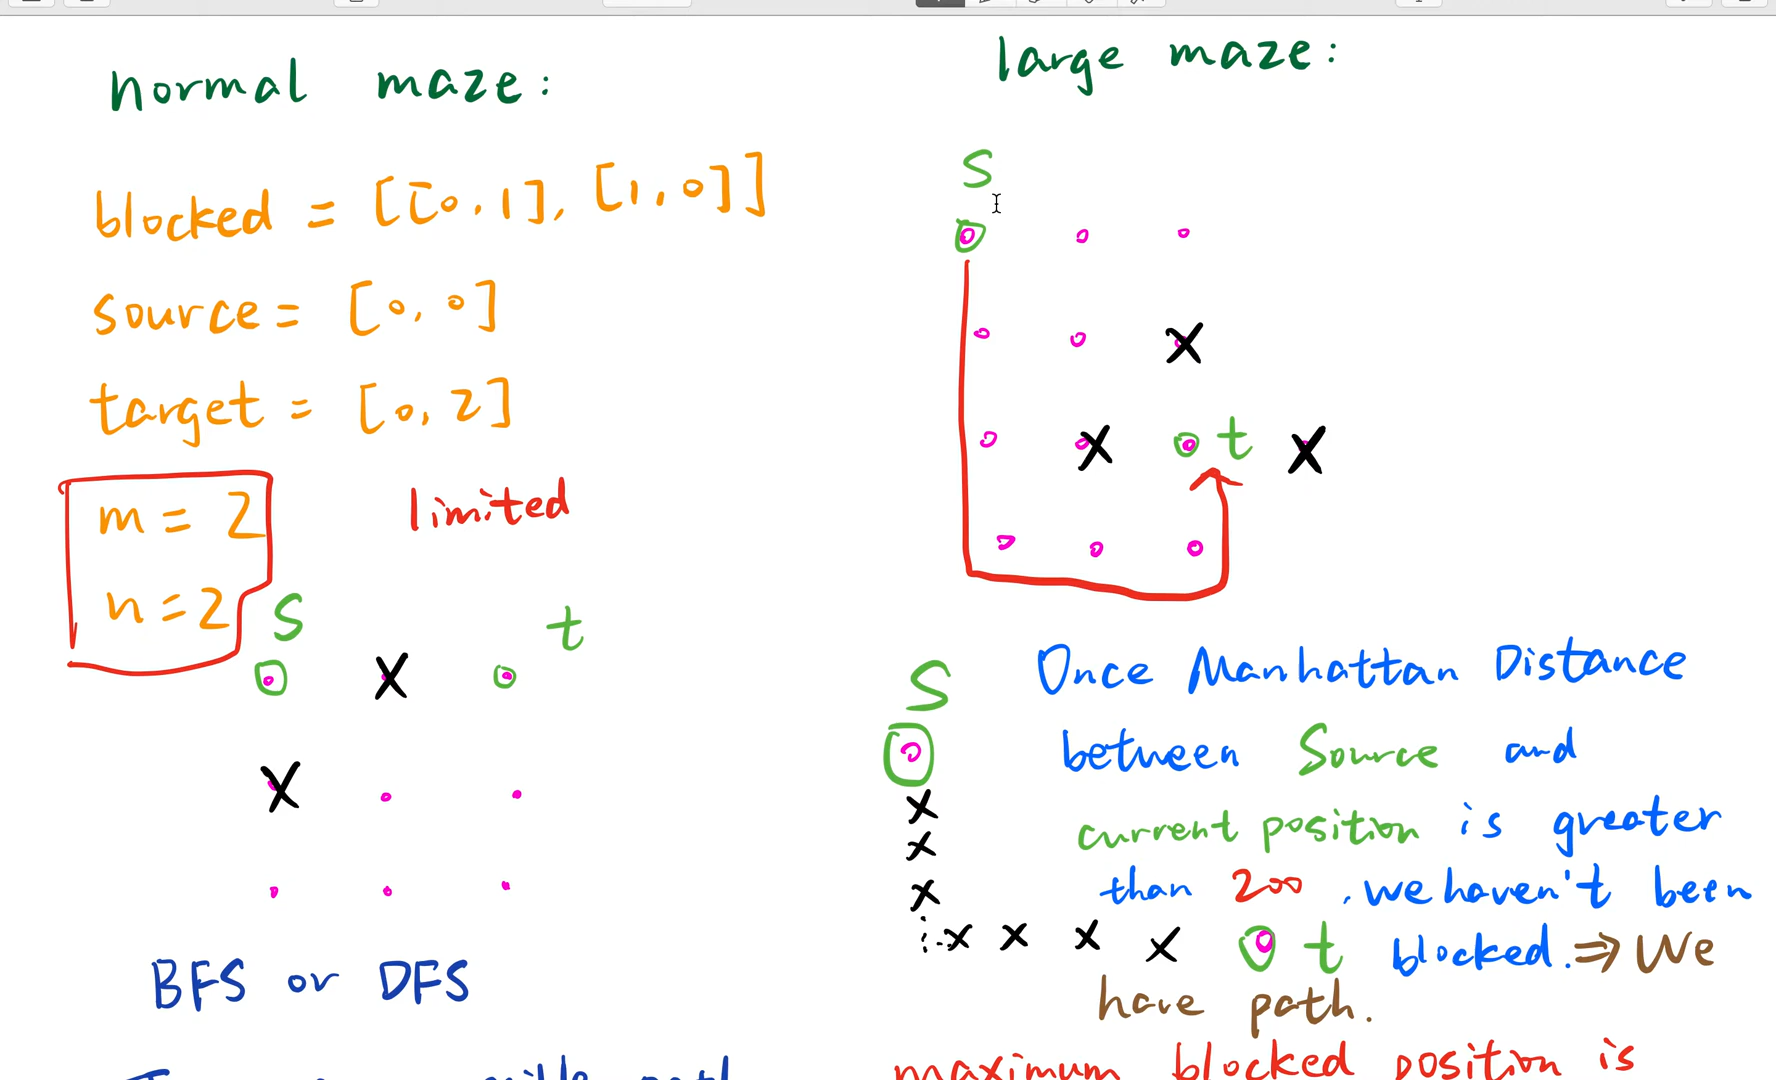 normal maze:
blocked = [[0,1], [1,0]]
source = [0,0]
target = [0,2]
m = 2
limited
n = 2
S
t
X
X
BFS or DFS
large maze:
S
X
X
t
X
S
Once Manhattan Distance
between Source and
current position is greater
than 200, we haven't been
blocked. ⇒ We
have path.
x
x
x
x x x x
t
maximum blocked position is